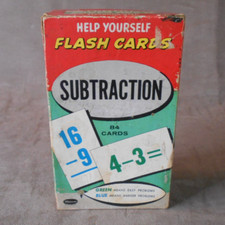 HELP YOURSELF
FLASH CARDS
SUBTRACTION
84
CARDS
16
-9
4-3=
GREEN
BLUE